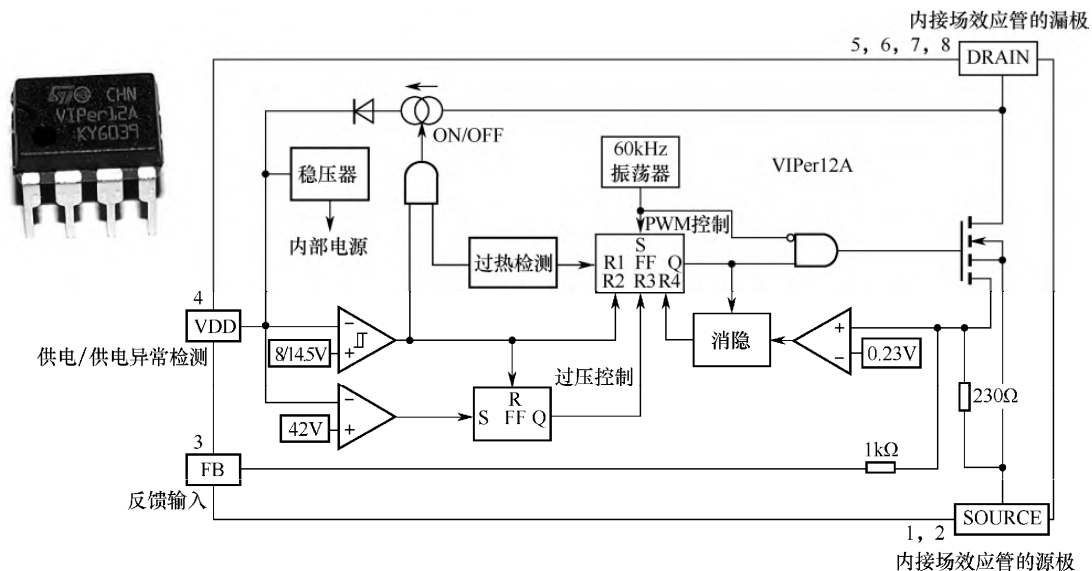 CHN
VIPer12A
KY6039
内接场效应管的漏极
5, 6, 7, 8
DRAIN
ON/OFF
稳压器
内部电源
60kHz
振荡器
VIPer12A
PWM控制
过热检测
S
R1 FF Q
R2 R3 R4
4
VDD
供电/供电异常检测
8/14.5V
−
+
消隐
+
−
0.23V
过压控制
R
S FF Q
−
+
42V
230Ω
3
FB
反馈输入
1kΩ
1, 2
SOURCE
内接场效应管的源极